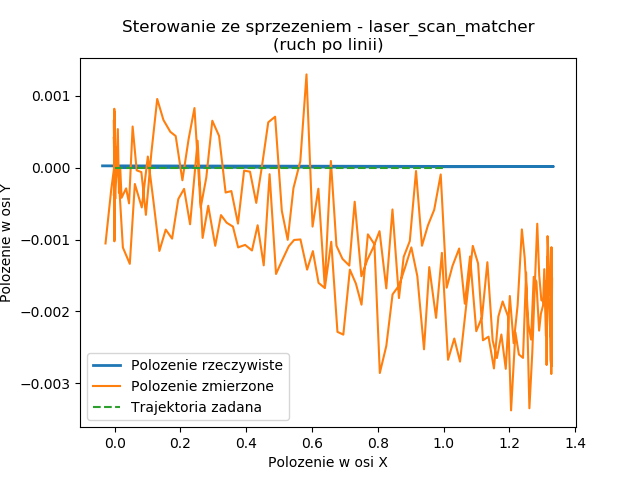 Sterowanie ze sprzezeniem - laser_scan_matcher
(ruch po linii)
Polozenie w osi Y
0.001
0.000
−0.001
−0.002
−0.003
Polozenie rzeczywiste
Polozenie zmierzone
Trajektoria zadana
0.0 0.2 0.4 0.6 0.8 1.0 1.2 1.4
Polozenie w osi X